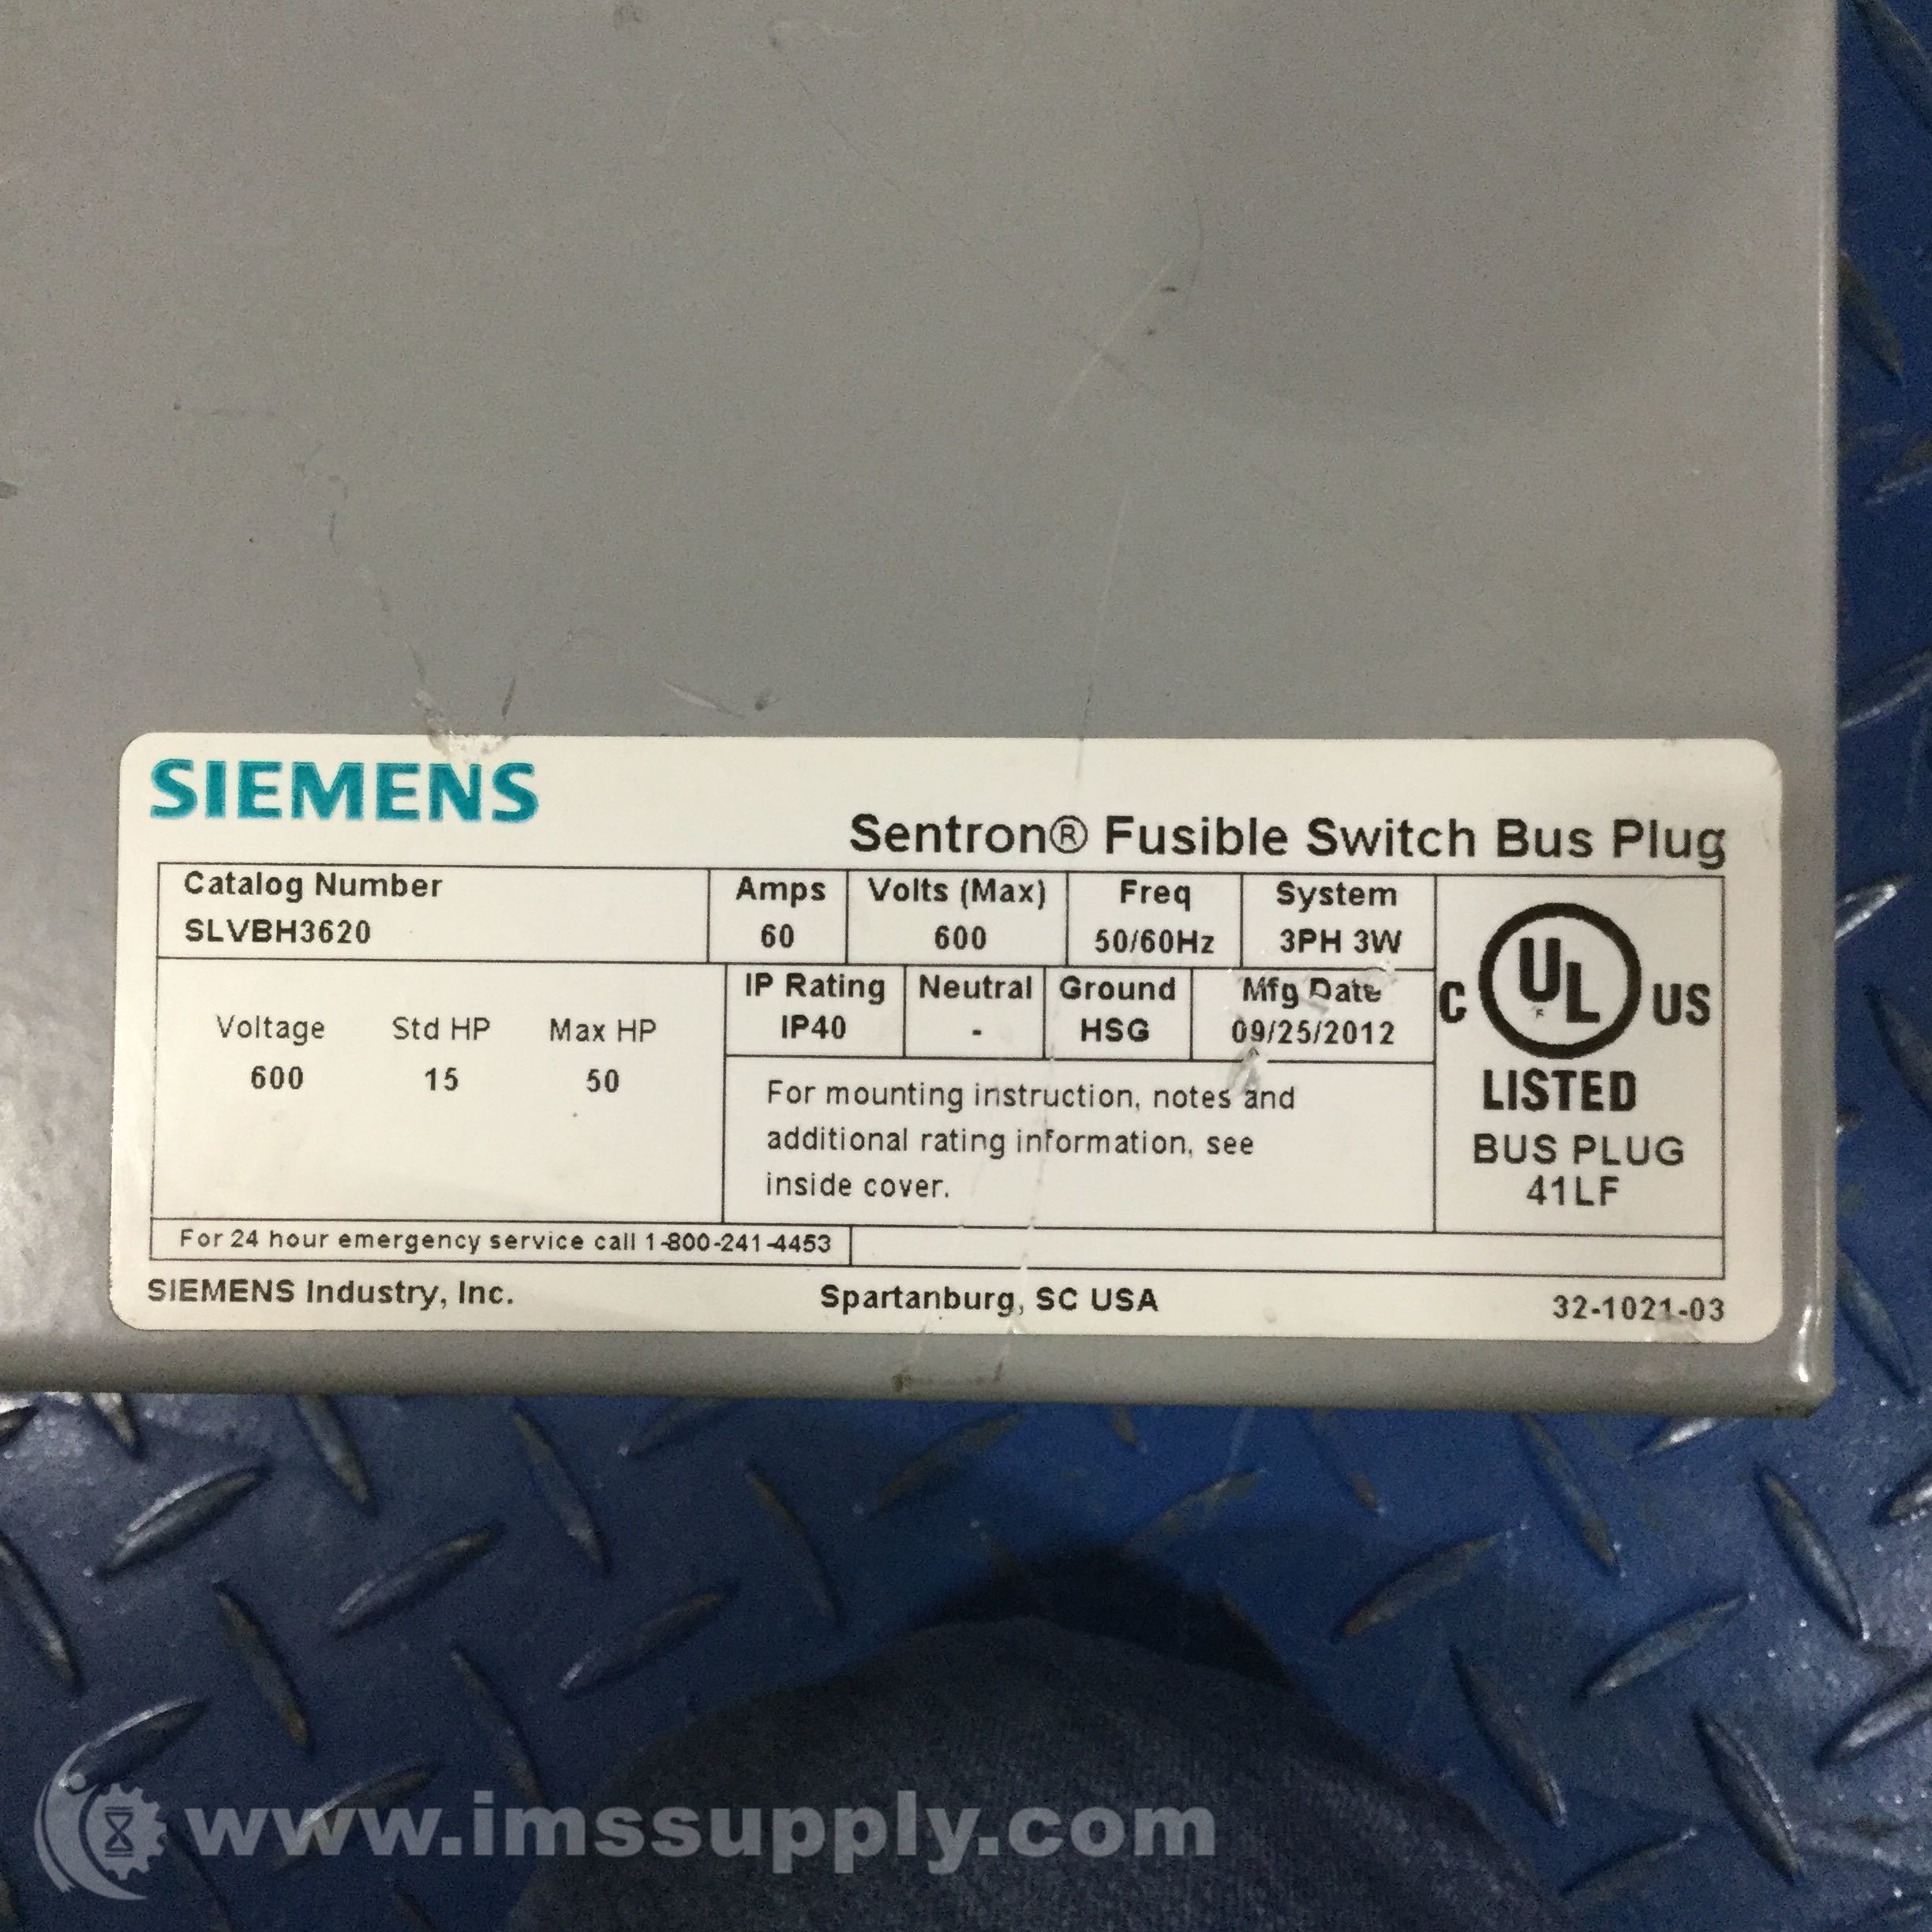 SIEMENS
Sentron® Fusible Switch Bus Plug
Catalog Number
SLVBH3620
Amps
60
Volts (Max)
600
Freq
50/60Hz
System
3PH 3W
Voltage Std HP Max HP
600 15 50
IP Rating
IP40
Neutral
-
Ground
HSG
Mfg Date
09/25/2012
For mounting instruction, notes and
additional rating information, see
inside cover.
C UL US
LISTED
BUS PLUG
41LF
For 24 hour emergency service call 1-800-241-4453
SIEMENS Industry, Inc. Spartanburg, SC USA 32-1021-03
www.imssupply.com